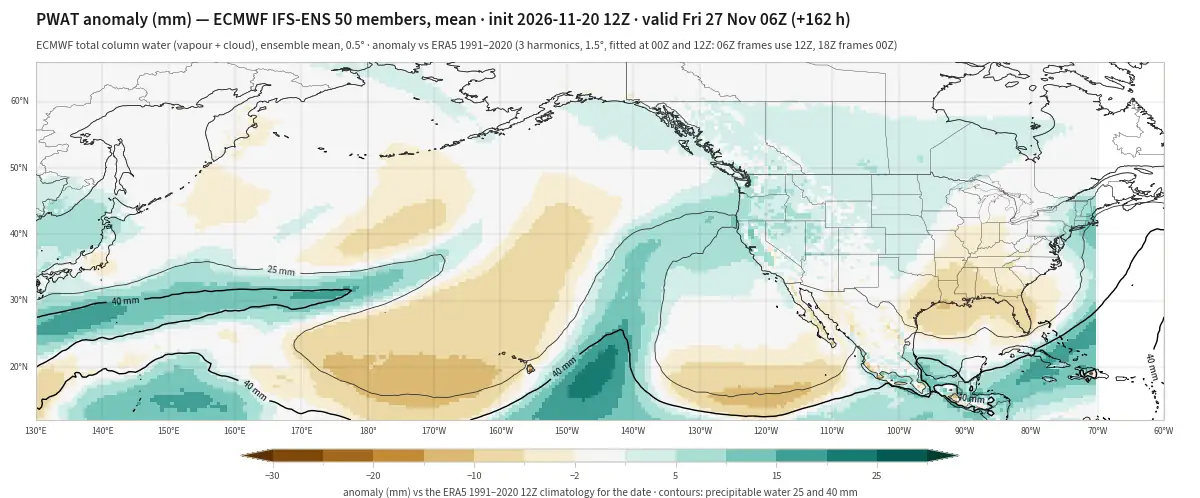 PWAT anomaly (mm) — ECMWF IFS-ENS 50 members, mean · init 2026-11-20 12Z · valid Fri 27 Nov 06Z (+162 h)
ECMWF total column water (vapour + cloud), ensemble mean, 0.5° · anomaly vs ERA5 1991–2020 (3 harmonics, 1.5°, fitted at 00Z and 12Z: 06Z frames use 12Z, 18Z frames 00Z)
60°N
50°N
40°N
30°N
20°N
25 mm
40 mm
40 mm
40 mm
40 mm
130°E 140°E 150°E 160°E 170°E 180° 170°W 160°W 150°W 140°W 130°W 120°W 110°W 100°W 90°W 80°W 70°W 60°W
−30 −20 −10 −2 5 15 25
anomaly (mm) vs the ERA5 1991–2020 12Z climatology for the date · contours: precipitable water 25 and 40 mm